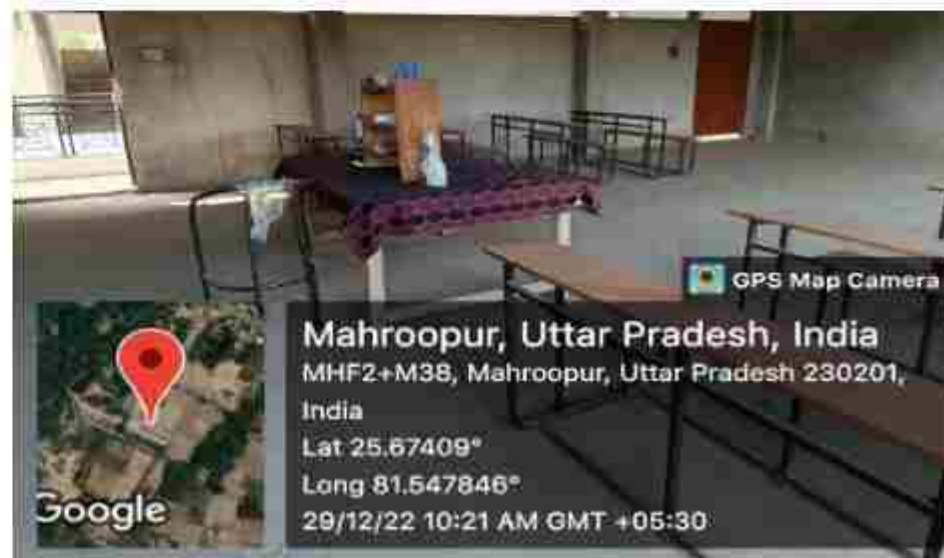 GPS Map Camera
Mahroopur, Uttar Pradesh, India
MHF2+M38, Mahroopur, Uttar Pradesh 230201,
India
Lat 25.67409°
Long 81.547846°
29/12/22 10:21 AM GMT +05:30
Google